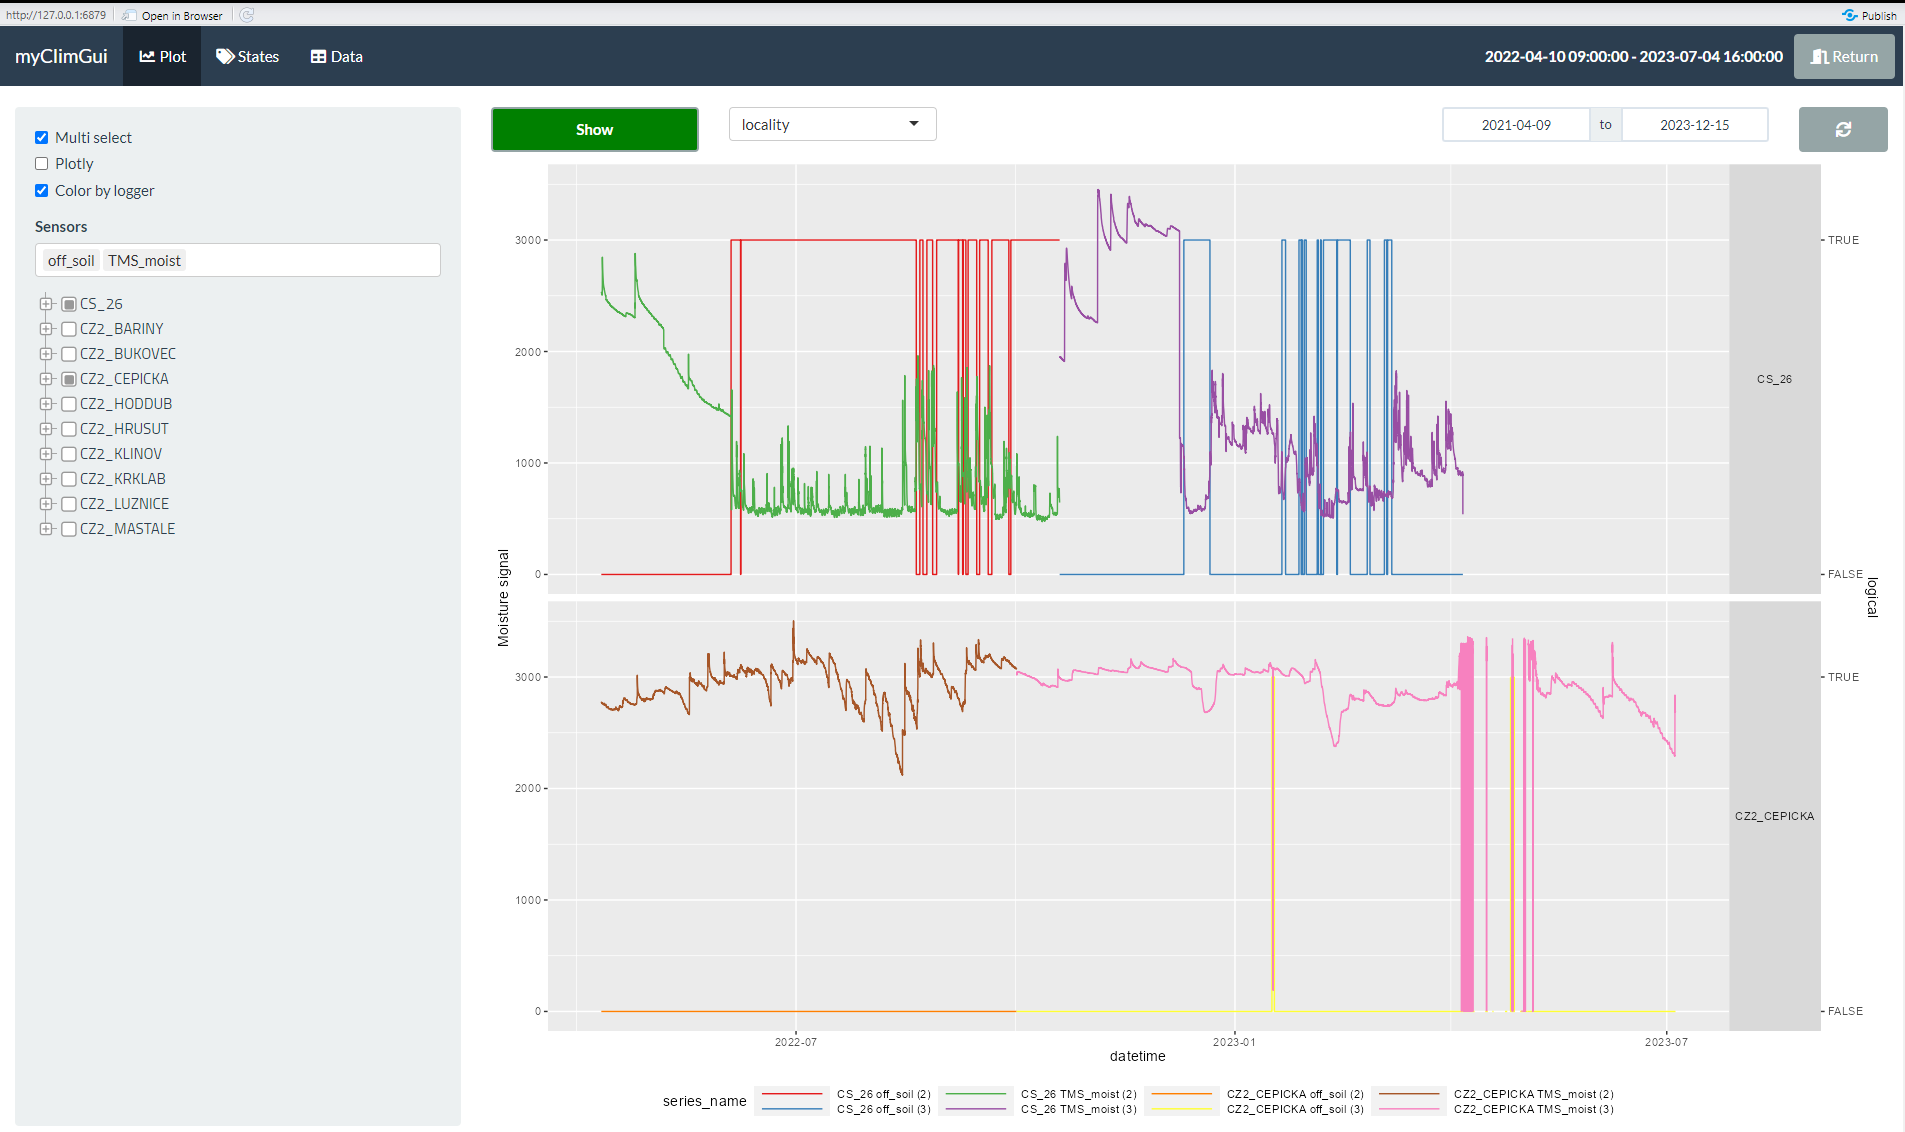 http://127.0.0.1:6879 Open in Browser Publish
myClimGui Plot States Data 2022-04-10 09:00:00 - 2023-07-04 16:00:00 Return
Multi select
Plotly
Color by logger
Sensors
off_soil TMS_moist
CS_26
CZ2_BARINY
CZ2_BUKOVEC
CZ2_CEPICKA
CZ2_HODDUB
CZ2_HRUSUT
CZ2_KLINOV
CZ2_KRKLAB
CZ2_LUZNICE
CZ2_MASTALE
Show locality 2021-04-09 to 2023-12-15
3000
2000
1000
0
TRUE
FALSE
CS_26
Moisture signal
logical
3000
2000
1000
0
TRUE
FALSE
CZ2_CEPICKA
2022-07 2023-01 2023-07
datetime
series_name
CS_26 off_soil (2) CS_26 TMS_moist (2) CZ2_CEPICKA off_soil (2) CZ2_CEPICKA TMS_moist (2)
CS_26 off_soil (3) CS_26 TMS_moist (3) CZ2_CEPICKA off_soil (3) CZ2_CEPICKA TMS_moist (3)